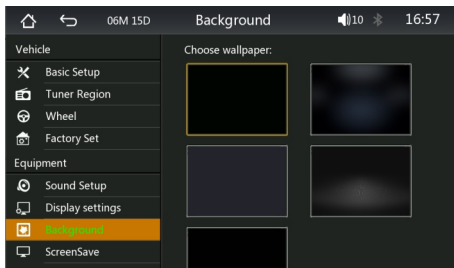 06M 15D Background 10 16:57
Vehicle
Basic Setup
Tuner Region
Wheel
Factory Set
Equipment
Sound Setup
Display settings
Background
ScreenSave
Choose wallpaper: